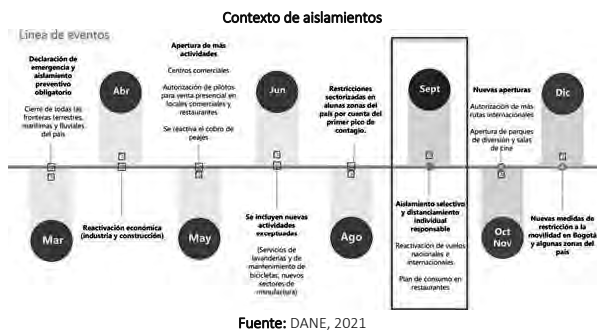 Contexto de aislamientos
Línea de eventos
Declaración de
emergencia y
aislamiento
preventivo
obligatorio
Cierre de todas las
fronteras (terrestres,
marítimas y fluviales
del país
Mar
Abr
Reactivación económica
(industria y construcción)
Apertura de más
actividades
Centros comerciales
Autorización de pilotos
para venta presencial en
locales comerciales y
restaurantes
Se reactiva el cobro de
peajes
May
Jun
Se incluyen nuevas
actividades
exceptuadas
(Servicios de
lavanderías y de
mantenimiento de
bicicletas, nuevos
sectores de
manufactura)
Restricciones
sectorizadas en
alunas zonas del
país por cuenta del
primer pico de
contagio.
Ago
Sept
Aislamiento selectivo
y distanciamiento
individual
responsable
Reactivación de vuelos
nacionales e
internacionales
Plan de consumo en
restaurantes
Nuevas aperturas
Autorización de más
rutas internacionales
Apertura de parques
de diversión y salas
de cine
Oct
Nov
Dic
Nuevas medidas de
restricción a la
movilidad en Bogotá
y algunas zonas del
país
Fuente: DANE, 2021